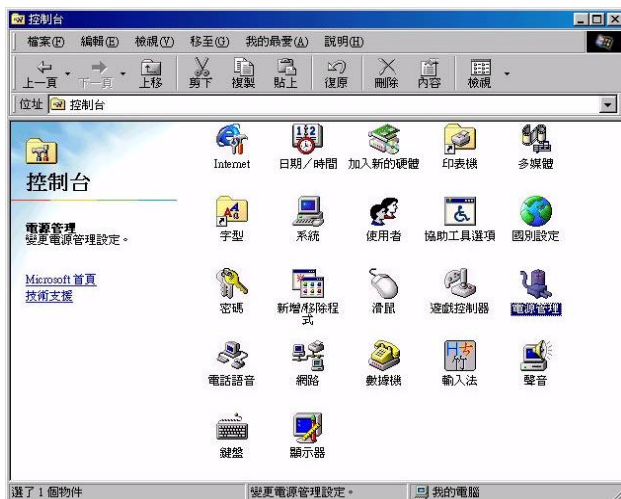 控制台
檔案(F) 編輯(E) 檢視(V) 移至(G) 我的最愛(A) 說明(H)
上一頁 下一頁 上移 剪下 複製 貼上 復原 刪除 內容 檢視
位址 控制台
控制台
電源管理
變更電源管理設定。
Microsoft 首頁
技術支援
Internet 日期／時間 加入新的硬體 印表機 多媒體
字型 系統 使用者 協助工具選項 國別設定
密碼 新增/移除程
式 滑鼠 遊戲控制器 電源管理
電話語音 網路 數據機 輸入法 聲音
鍵盤 顯示器
選了 1 個物件 變更電源管理設定。 我的電腦